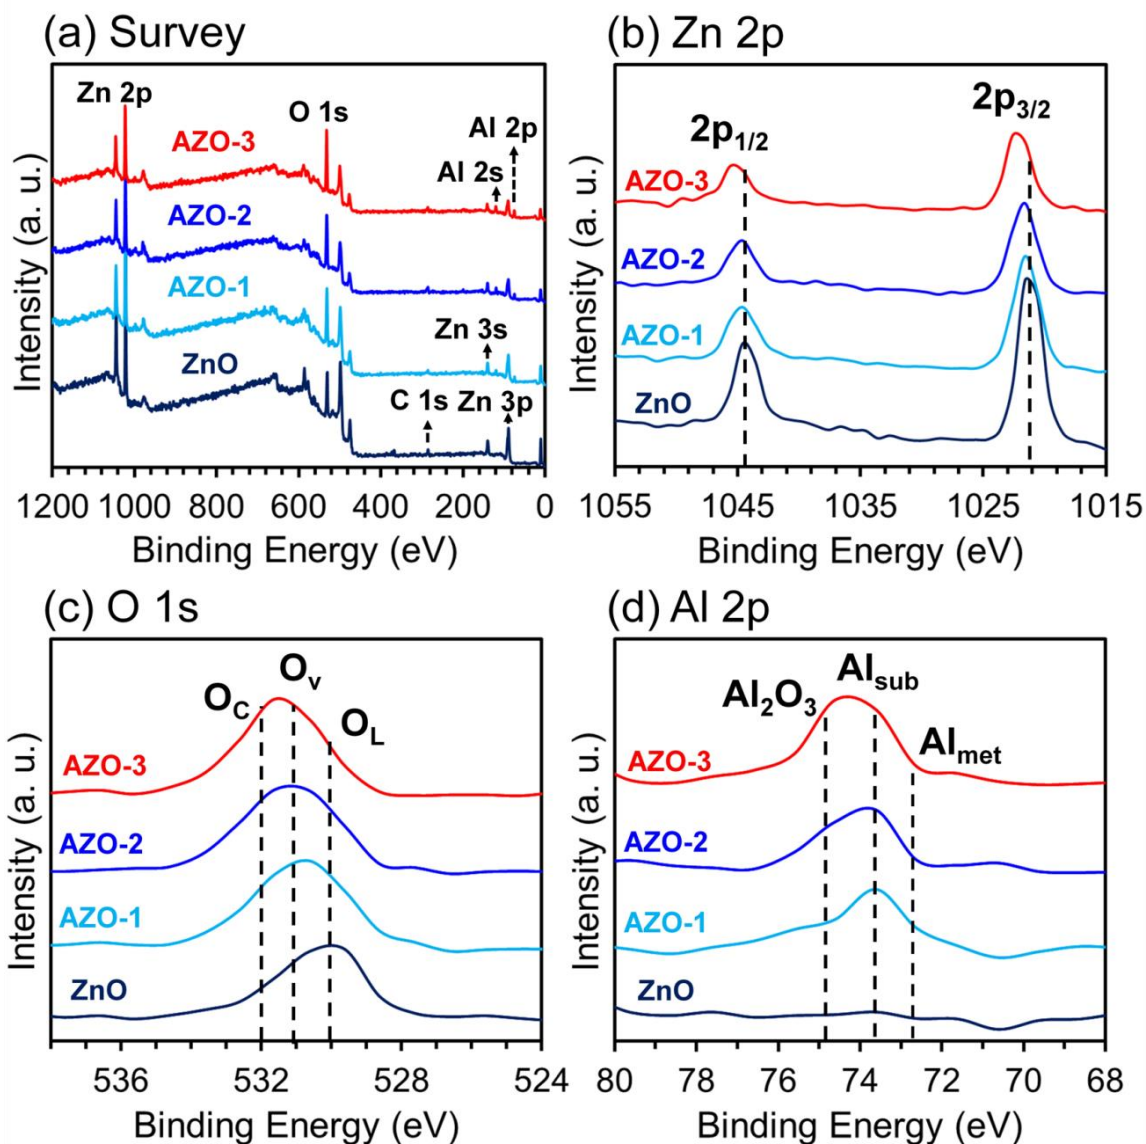 (a) Survey
Zn 2p
O 1s
Al 2p
Al 2s
AZO-3
AZO-2
AZO-1
ZnO
Zn 3s
C 1s
Zn 3p
Intensity (a. u.)
1200 1000 800 600 400 200 0
Binding Energy (eV)
(b) Zn 2p
2p1/2
2p3/2
AZO-3
AZO-2
AZO-1
ZnO
Intensity (a. u.)
1055 1045 1035 1025 1015
Binding Energy (eV)
(c) O 1s
OC
Ov
OL
AZO-3
AZO-2
AZO-1
ZnO
Intensity (a. u.)
536 532 528 524
Binding Energy (eV)
(d) Al 2p
Al2O3
Alsub
Almet
AZO-3
AZO-2
AZO-1
ZnO
Intensity (a. u.)
80 78 76 74 72 70 68
Binding Energy (eV)